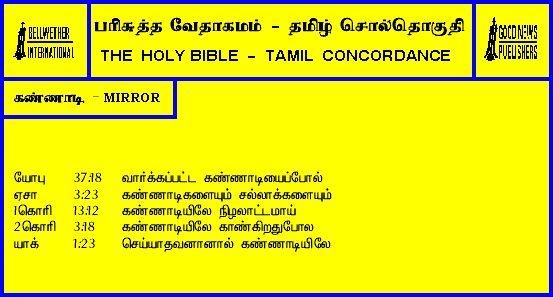 BELLWETHER
INTERNATIONAL
பரிசுத்த வேதாகமம் - தமிழ் சொல்தொகுதி
THE HOLY BIBLE - TAMIL CONCORDANCE
GOOD NEWS
PUBLISHERS
கண்ணாடி - MIRROR
யோபு 37:18 வார்க்கப்பட்ட கண்ணாடியைப்போல்
ஏசா 3:23 கண்ணாடிகளையும் சல்லாக்களையும்
1கொரி 13:12 கண்ணாடியிலே நிழலாட்டமாய்
2கொரி 3:18 கண்ணாடியிலே காண்கிறதுபோல
யாக் 1:23 செய்யாதவனானால் கண்ணாடியிலே